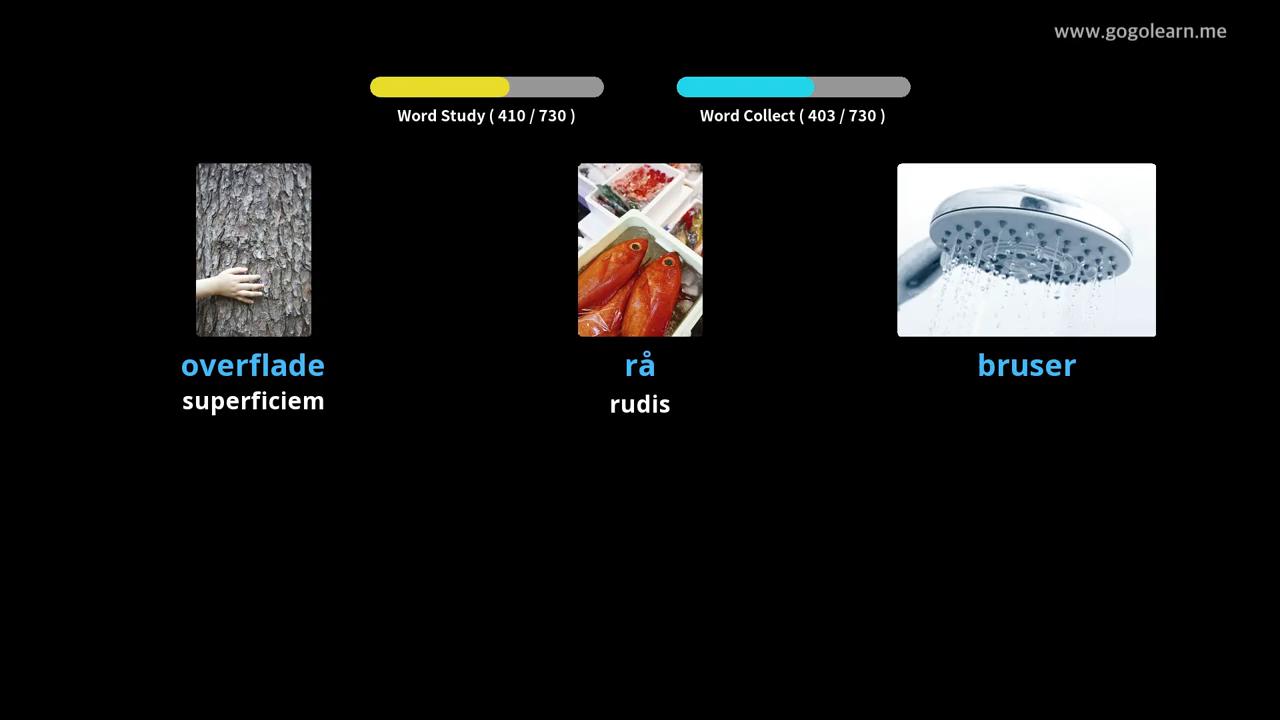 www.gogolearn.me
Word Study ( 410 / 730 )
Word Collect ( 403 / 730 )
overflade
superficiem
rå
rudis
bruser